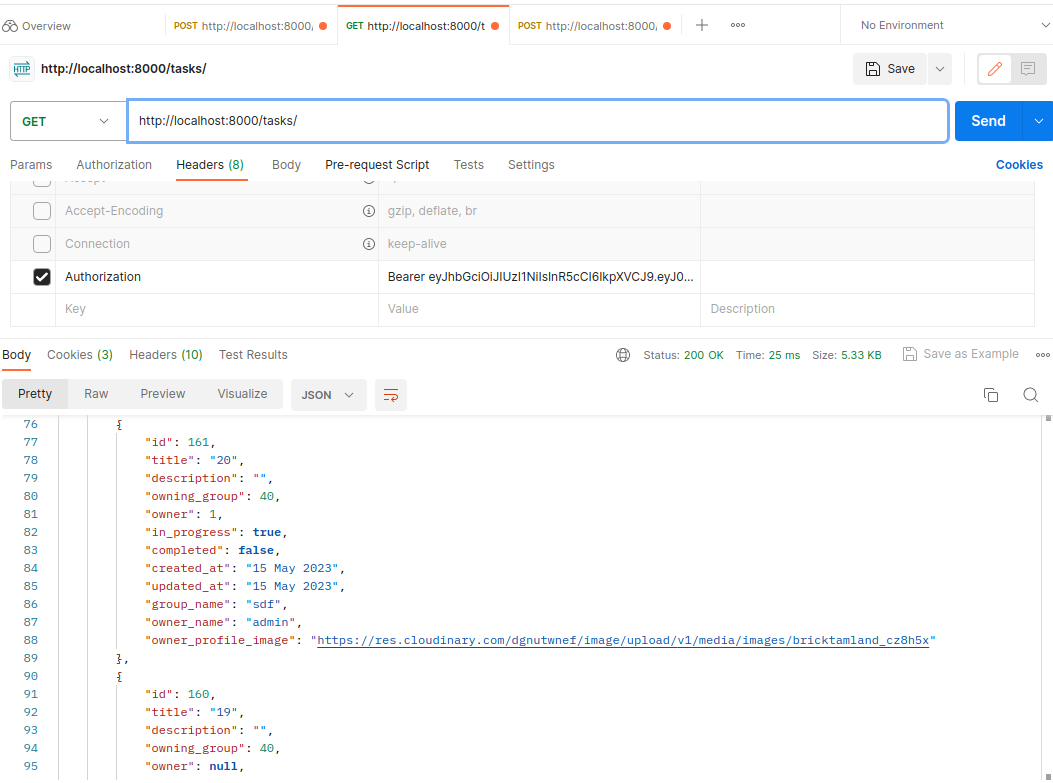 Overview POST http://localhost:8000/ GET http://localhost:8000/t POST http://localhost:8000/ No Environment
HTTP http://localhost:8000/tasks/ Save
GET http://localhost:8000/tasks/ Send
Params Authorization Headers (8) Body Pre-request Script Tests Settings Cookies
Accept-Encoding gzip, deflate, br
Connection keep-alive
Authorization Bearer eyJhbGciOiJIUzI1NiIsInR5cCI6IkpXVCJ9.eyJ0...
Key Value Description
Body Cookies (3) Headers (10) Test Results Status: 200 OK Time: 25 ms Size: 5.33 KB Save as Example
Pretty Raw Preview Visualize JSON
76 {
77 "id": 161,
78 "title": "20",
79 "description": "",
80 "owning_group": 40,
81 "owner": 1,
82 "in_progress": true,
83 "completed": false,
84 "created_at": "15 May 2023",
85 "updated_at": "15 May 2023",
86 "group_name": "sdf",
87 "owner_name": "admin",
88 "owner_profile_image": "https://res.cloudinary.com/dgnutwnef/image/upload/v1/media/images/bricktamland_cz8h5x"
89 },
90 {
91 "id": 160,
92 "title": "19",
93 "description": "",
94 "owning_group": 40,
95 "owner": null,